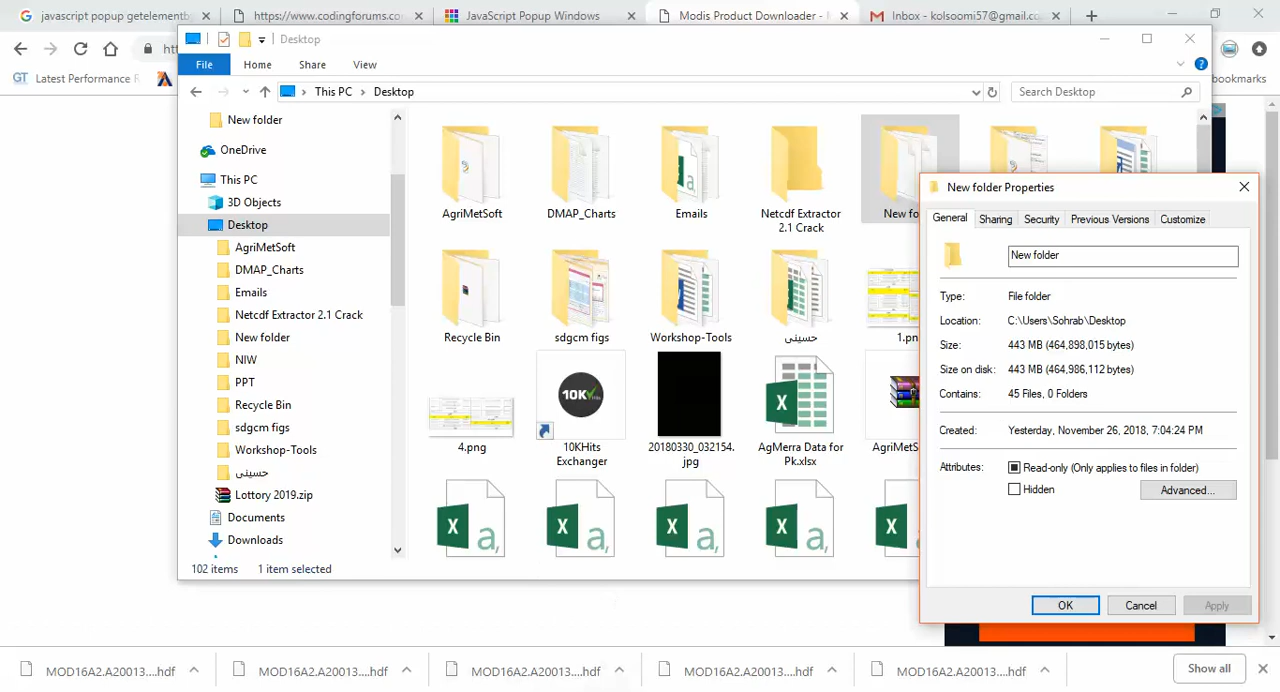 javascript popup getelementb
https://www.codingforums.com
JavaScript Popup Windows
Modis Product Downloader -
Inbox - kolsoomi57@gmail.co
Latest Performance
bookmarks
Desktop
File Home Share View
This PC Desktop
Search Desktop
New folder
OneDrive
This PC
3D Objects
Desktop
AgriMetSoft
DMAP_Charts
Emails
Netcdf Extractor 2.1 Crack
New folder
NIW
PPT
Recycle Bin
sdgcm figs
Workshop-Tools
حسینی
Lottory 2019.zip
Documents
Downloads
AgriMetSoft
DMAP_Charts
Emails
Netcdf Extractor
2.1 Crack
New fo
Recycle Bin
sdgcm figs
Workshop-Tools
حسینی
1.pn
4.png
10K
10KHits
Exchanger
20180330_032154.
jpg
AgMerra Data for
Pk.xlsx
AgriMetS
102 items 1 item selected
New folder Properties
General Sharing Security Previous Versions Customize
New folder
Type: File folder
Location: C:\Users\Sohrab\Desktop
Size: 443 MB (464,898,015 bytes)
Size on disk: 443 MB (464,986,112 bytes)
Contains: 45 Files, 0 Folders
Created: Yesterday, November 26, 2018, 7:04:24 PM
Attributes: Read-only (Only applies to files in folder)
Hidden Advanced...
OK Cancel Apply
MOD16A2.A20013....hdf MOD16A2.A20013....hdf MOD16A2.A20013....hdf MOD16A2.A20013....hdf MOD16A2.A20013....hdf Show all